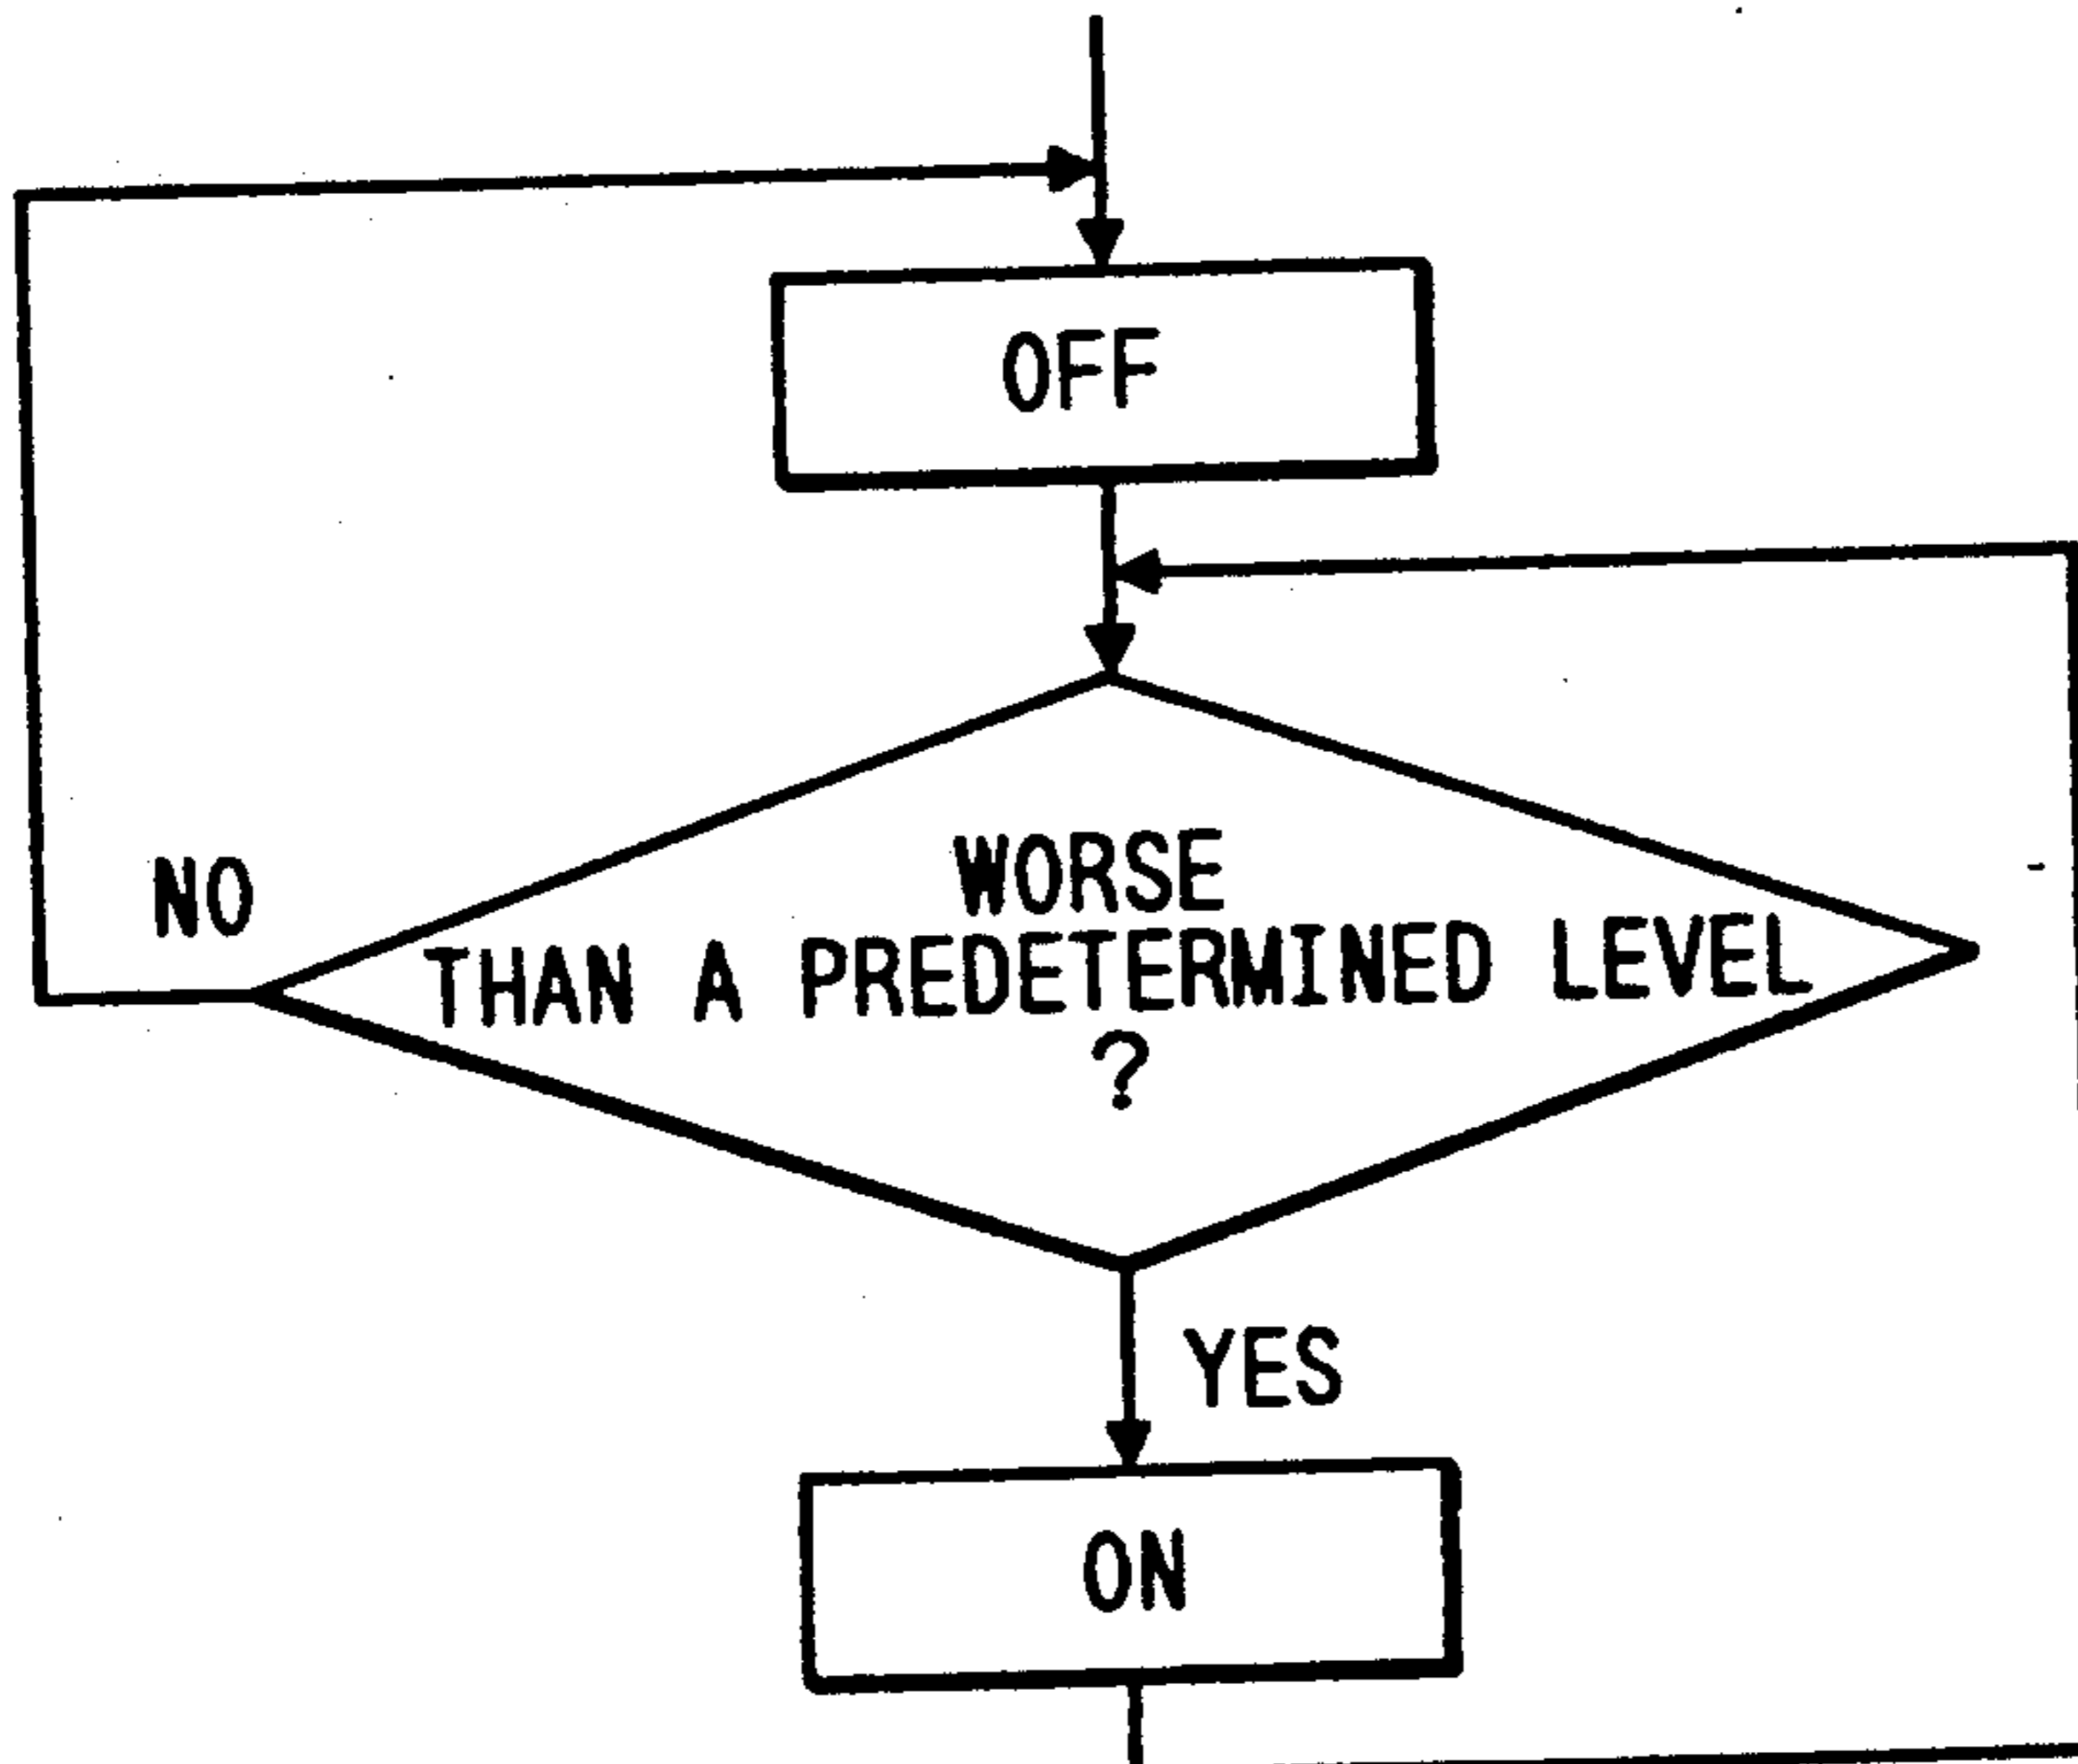 OFF
NO
WORSE
THAN A PREDETERMINED LEVEL
?
YES
ON